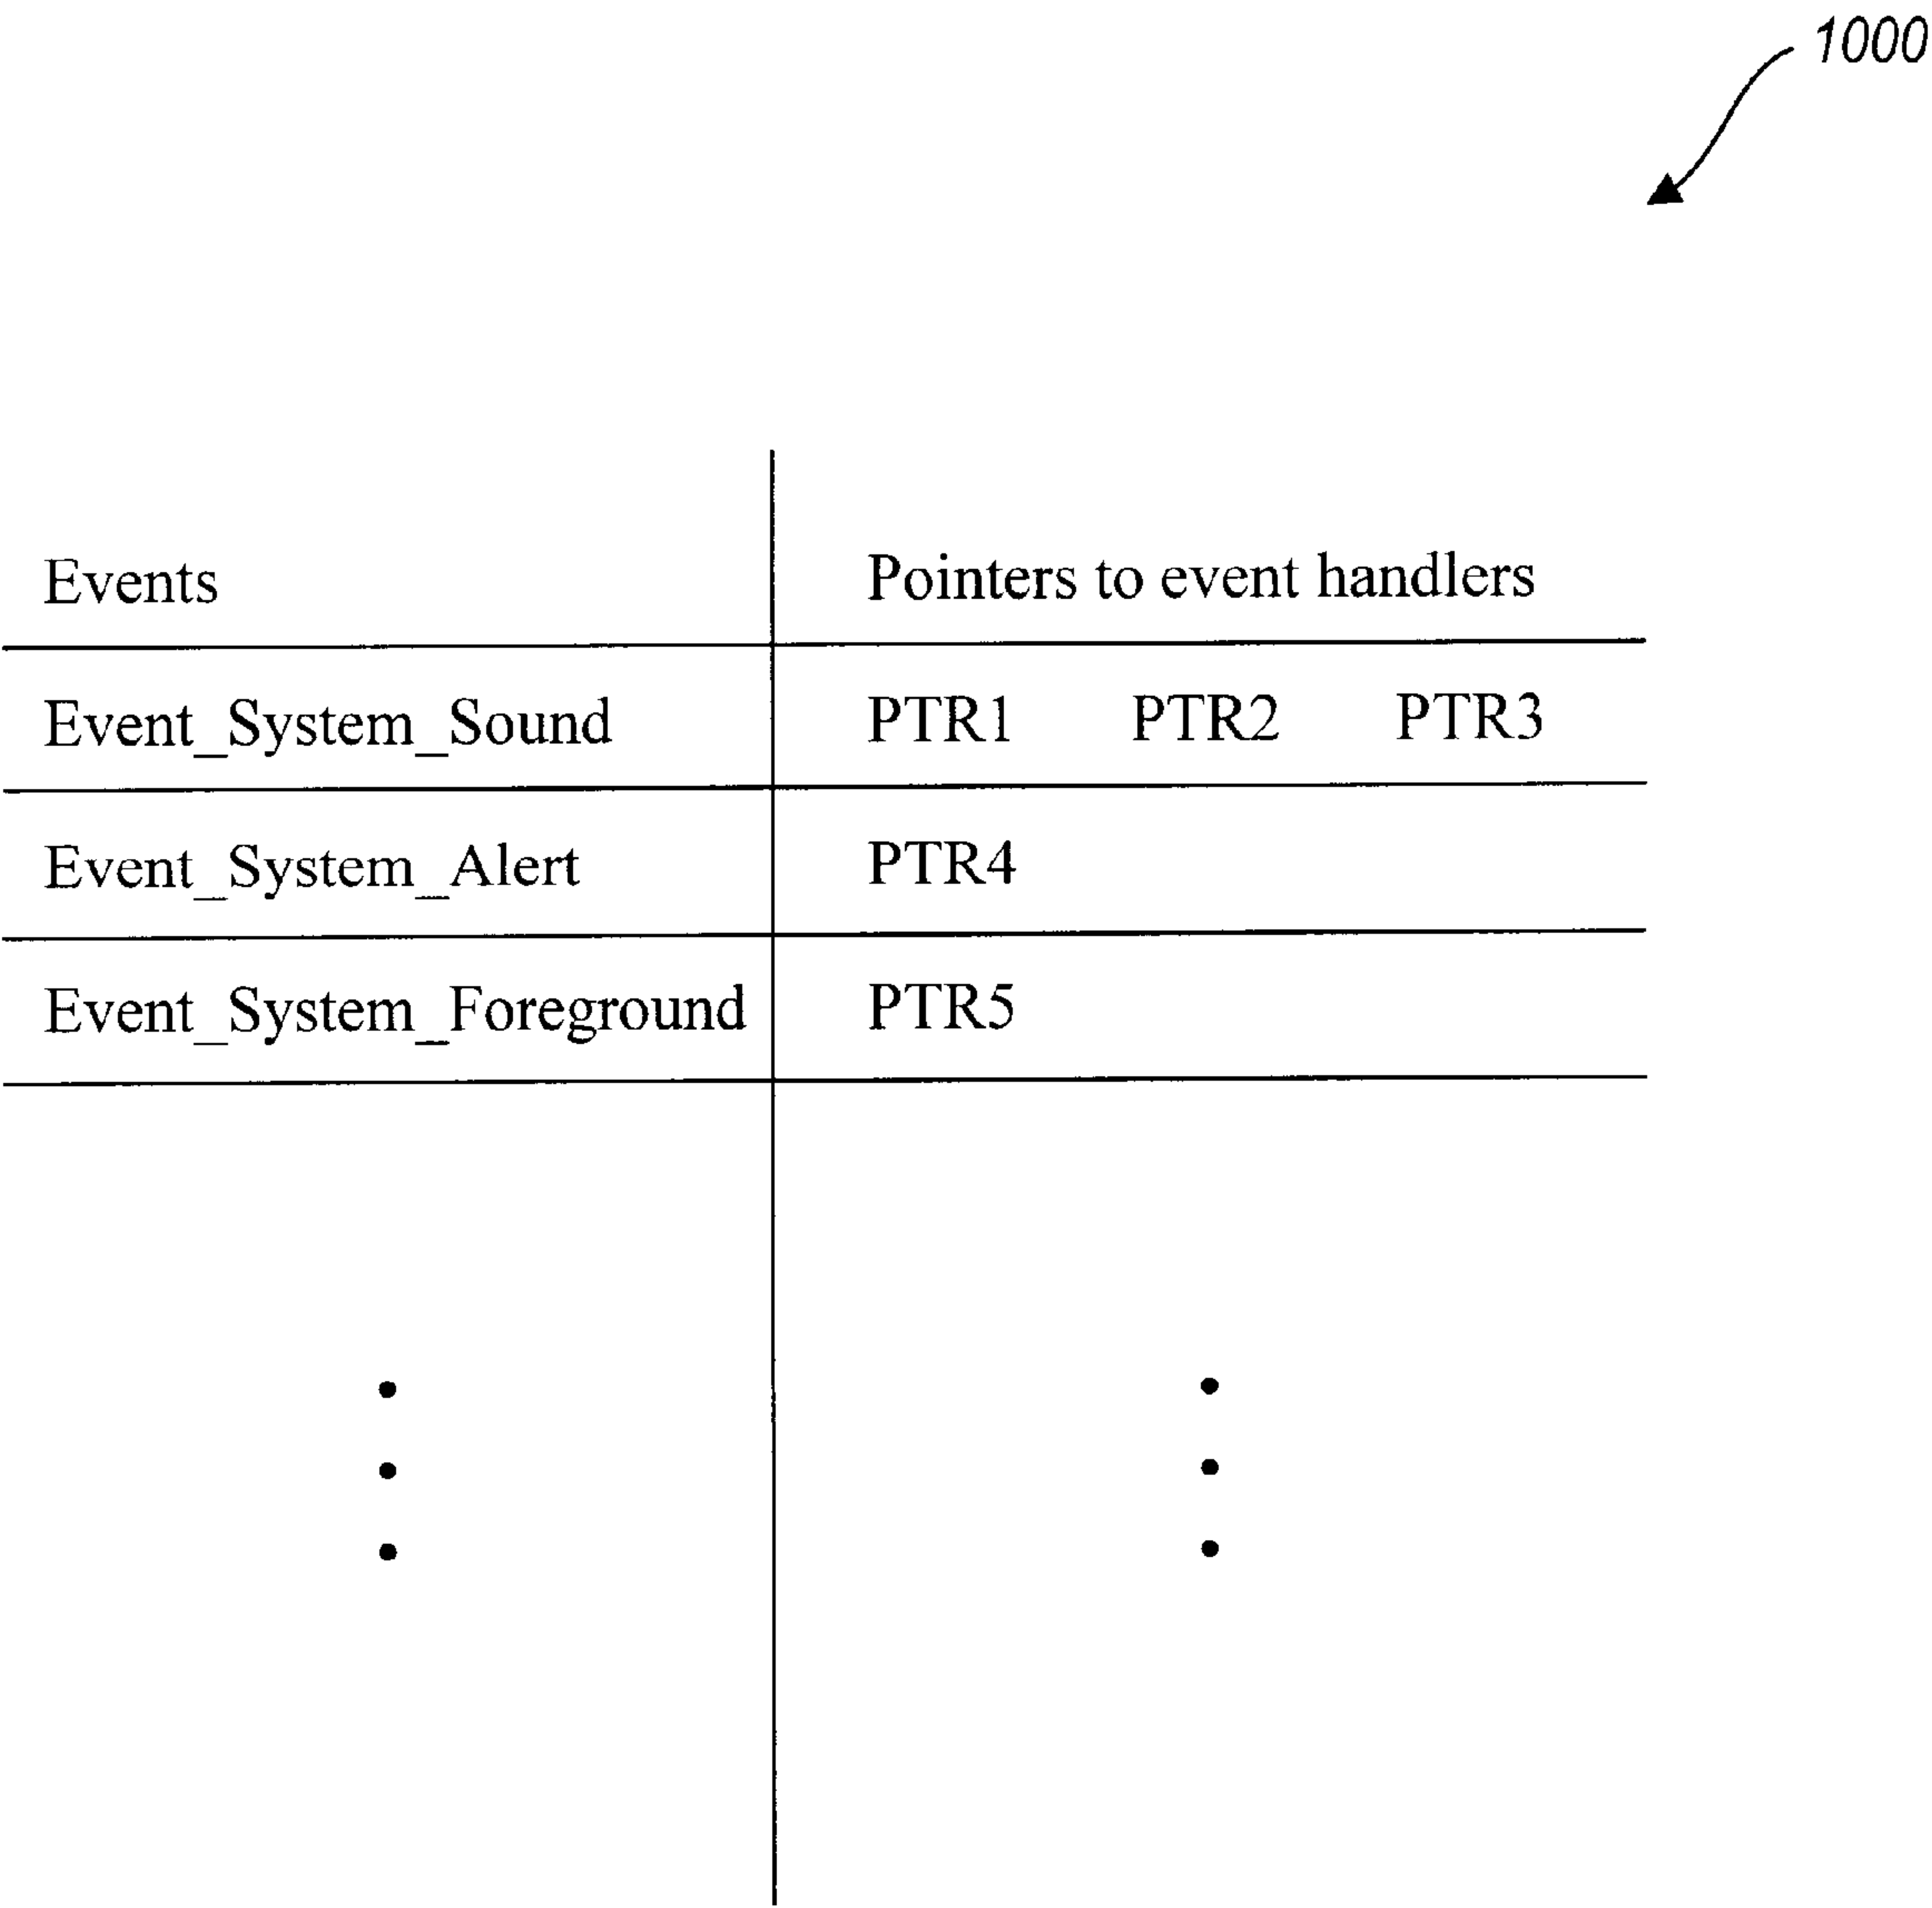 1000
Events Pointers to event handlers
Event_System_Sound PTR1 PTR2 PTR3
Event_System_Alert PTR4
Event_System_Foreground PTR5